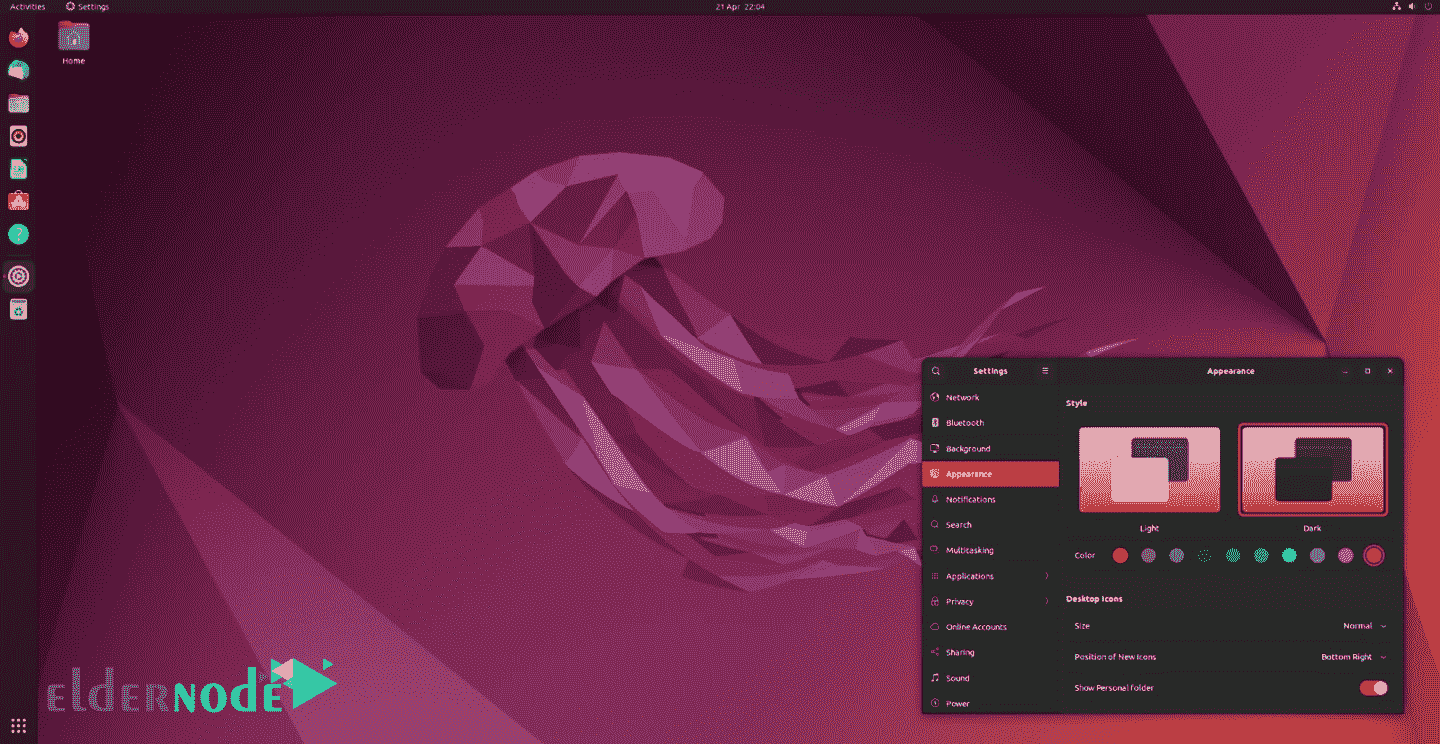 Activities Settings 21 Apr 22:04
Home
Settings Appearance
Network
Bluetooth
Background
Appearance
Notifications
Search
Multitasking
Applications
Privacy
Online Accounts
Sharing
Sound
Power
Style
Light Dark
Color
Desktop Icons
Size Normal
Position of New Icons Bottom Right
Show Personal folder
elderNode